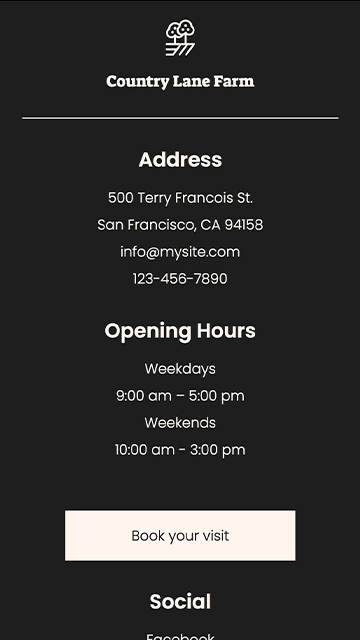 Country Lane Farm
Address
500 Terry Francois St.
San Francisco, CA 94158
info@mysite.com
123-456-7890
Opening Hours
Weekdays
9:00 am – 5:00 pm
Weekends
10:00 am - 3:00 pm
Book your visit
Social
Facebook